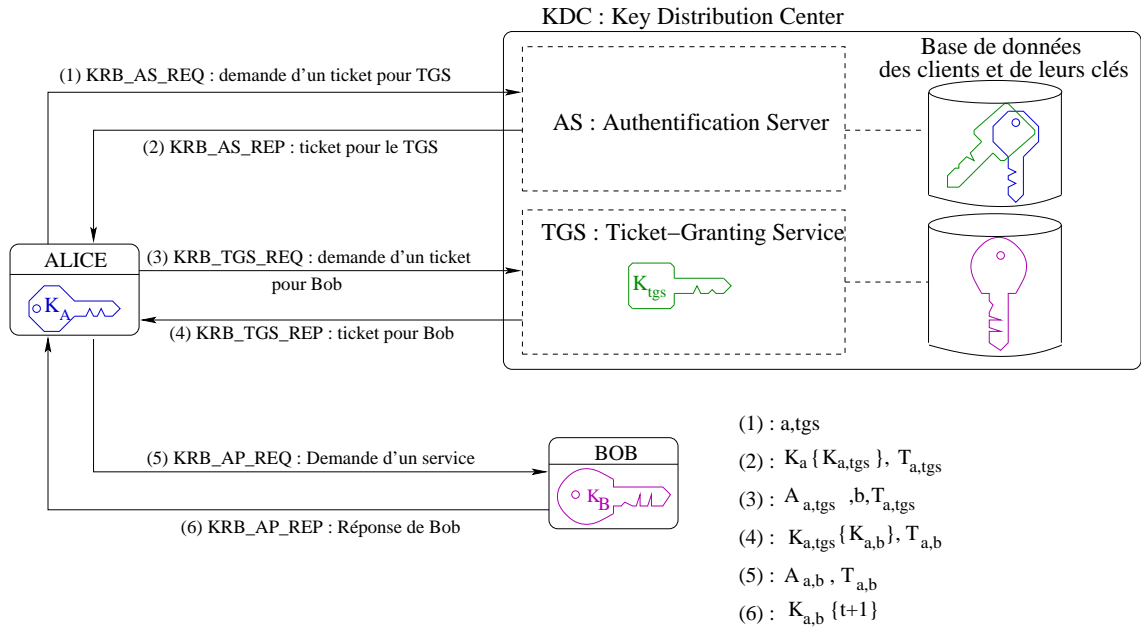 KDC : Key Distribution Center
Base de données
des clients et de leurs clés
(1) KRB_AS_REQ : demande d'un ticket pour TGS
AS : Authentification Server
(2) KRB_AS_REP : ticket pour le TGS
TGS : Ticket–Granting Service
K_tgs
ALICE
K_A
(3) KRB_TGS_REQ : demande d'un ticket
pour Bob
(4) KRB_TGS_REP : ticket pour Bob
(5) KRB_AP_REQ : Demande d'un service
BOB
K_B
(6) KRB_AP_REP : Réponse de Bob
(1) : a,tgs
(2) : K_a {K_a,tgs }, T_a,tgs
(3) : A_a,tgs ,b,T_a,tgs
(4) : K_a,tgs {K_a,b}, T_a,b
(5) : A_a,b , T_a,b
(6) : K_a,b {t+1}